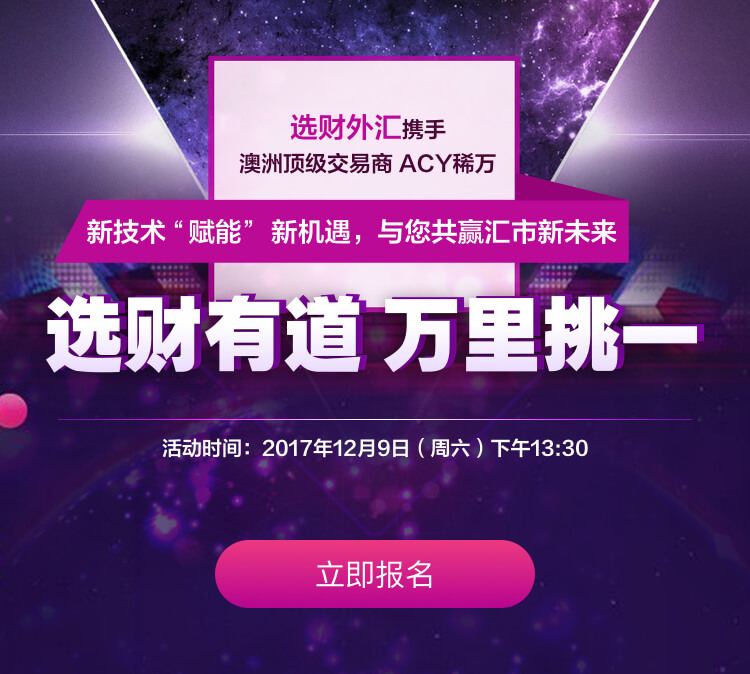 选财外汇携手
澳洲顶级交易商 ACY稀万
新技术“赋能” 新机遇，与您共赢汇市新未来
选财有道 万里挑一
活动时间：2017年12月9日（周六）下午13:30
立即报名